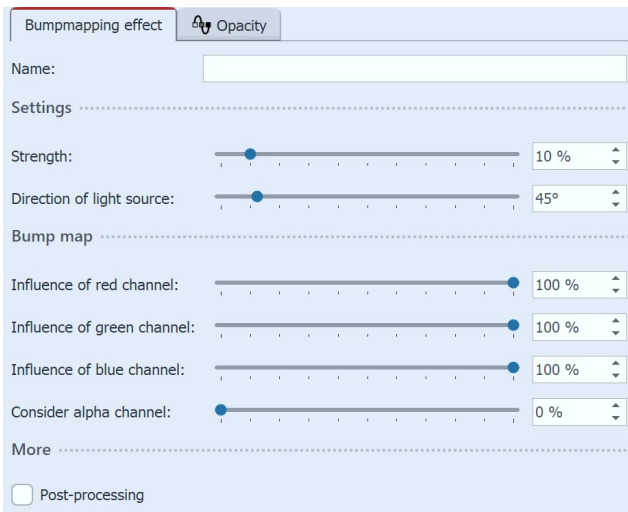 Bumpmapping effect Opacity
Name:
Settings
Strength: 10 %
Direction of light source: 45°
Bump map
Influence of red channel: 100 %
Influence of green channel: 100 %
Influence of blue channel: 100 %
Consider alpha channel: 0 %
More
Post-processing